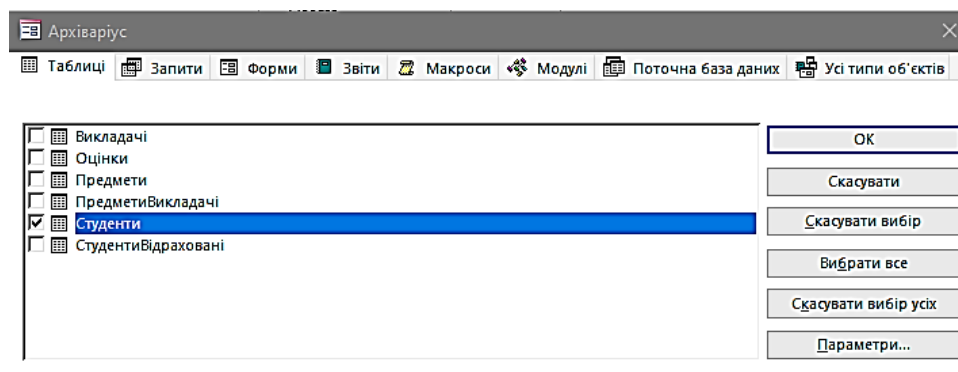 Архіваріус
Таблиці Запити Форми Звіти Макроси Модулі Поточна база даних Усі типи об'єктів
Викладачі
Оцінки
Предмети
ПредметиВикладачі
Студенти
СтудентиВідраховані
ОК
Скасувати
Скасувати вибір
Вибрати все
Скасувати вибір усіх
Параметри...